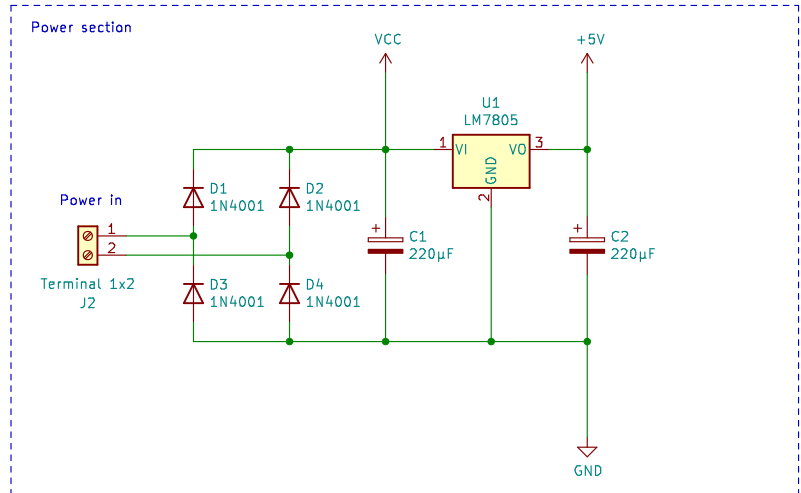 Power section
VCC
+5V
U1
LM7805
1
VI
VO
3
GND
2
D1
1N4001
D2
1N4001
Power in
1
2
Terminal 1x2
J2
+
C1
220µF
+
C2
220µF
D3
1N4001
D4
1N4001
GND